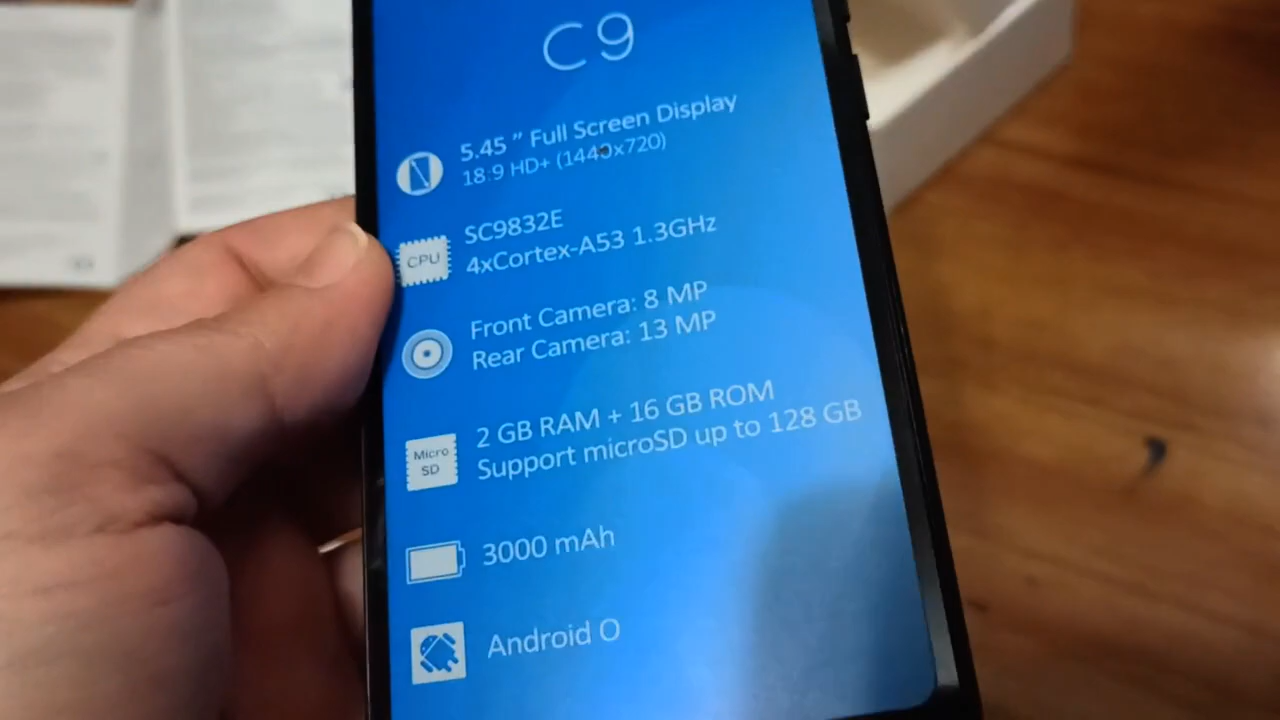 C9
5.45 " Full Screen Display
18:9 HD+ (1440x720)
SC9832E
CPU
4xCortex-A53 1.3GHz
Front Camera: 8 MP
Rear Camera: 13 MP
2 GB RAM + 16 GB ROM
Micro
SD
Support microSD up to 128 GB
3000 mAh
Android O